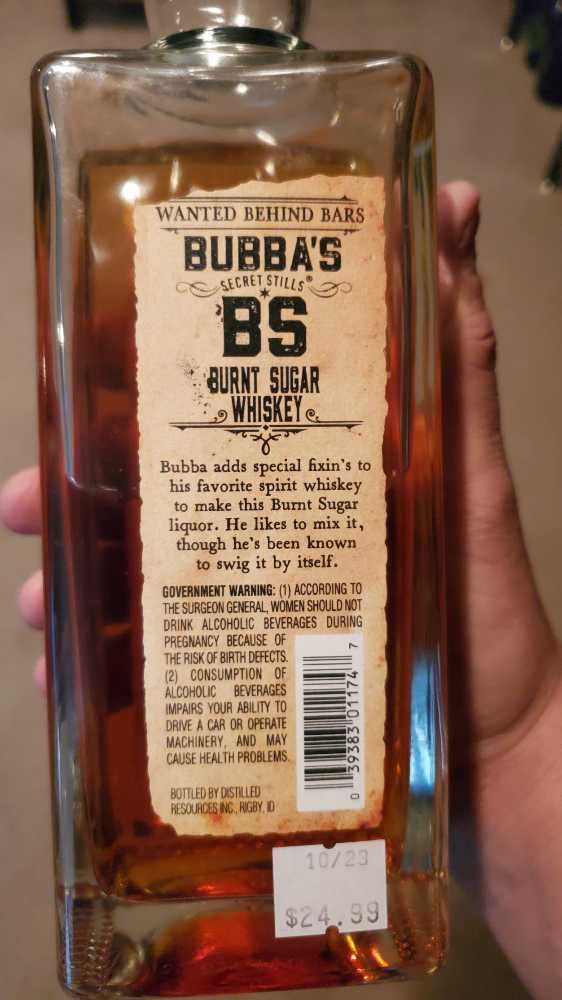 WANTED BEHIND BARS
BUBBA'S
SECRET STILLS®
BS
BURNT SUGAR
WHISKEY
Bubba adds special fixin's to
his favorite spirit whiskey
to make this Burnt Sugar
liquor. He likes to mix it,
though he's been known
to swig it by itself.
GOVERNMENT WARNING: (1) ACCORDING TO
THE SURGEON GENERAL, WOMEN SHOULD NOT
DRINK ALCOHOLIC BEVERAGES DURING
PREGNANCY BECAUSE OF
THE RISK OF BIRTH DEFECTS.
(2) CONSUMPTION OF
ALCOHOLIC BEVERAGES
IMPAIRS YOUR ABILITY TO
DRIVE A CAR OR OPERATE
MACHINERY, AND MAY
CAUSE HEALTH PROBLEMS.
0 39383 01174 7
BOTTLED BY DISTILLED
RESOURCES INC., RIGBY, ID
10/23
$24.99